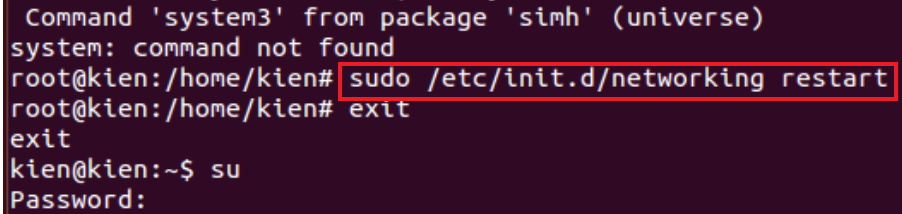 Command 'system3' from package 'simh' (universe)
system: command not found
root@kien:/home/kien# sudo /etc/init.d/networking restart
root@kien:/home/kien# exit
exit
kien@kien:~$ su
Password: